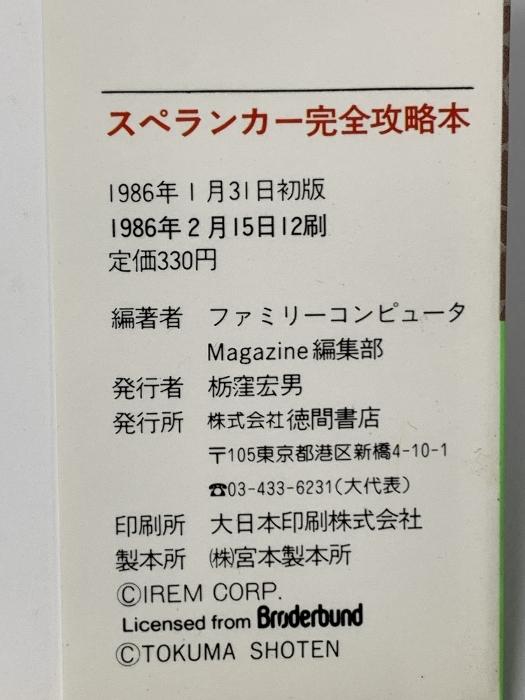 スペランカー完全攻略本
1986年1月31日初版
1986年2月15日12刷
定価330円
編著者 ファミリーコンピュータ
Magazine編集部
発行者 栃窪宏男
発行所 株式会社徳間書店
〒105東京都港区新橋4-10-1
☎03-433-6231(大代表)
印刷所 大日本印刷株式会社
製本所 ㈱宮本製本所
ⒸIREM CORP.
Licensed from Brøderbund
ⒸTOKUMA SHOTEN